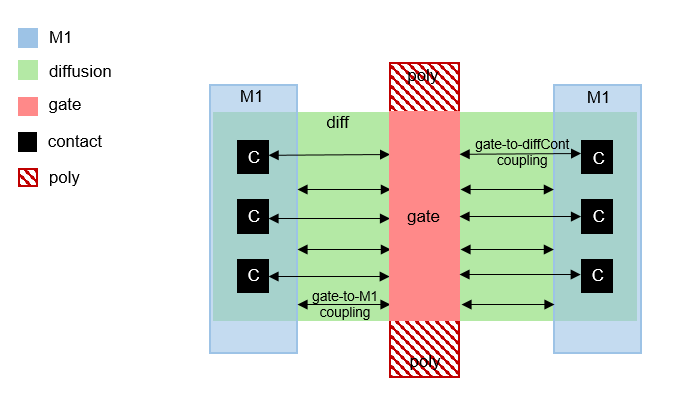 M1
diffusion
gate
contact
poly
poly
M1
M1
diff
C
gate-to-diffCont
coupling
C
C
gate
C
C
C
gate-to-M1
coupling
poly